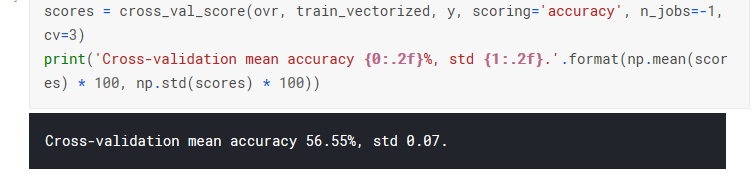 scores = cross_val_score(ovr, train_vectorized, y, scoring='accuracy', n_jobs=-1,
cv=3)
print('Cross-validation mean accuracy {0:.2f}%, std {1:.2f}.'.format(np.mean(scor
es) * 100, np.std(scores) * 100))
Cross-validation mean accuracy 56.55%, std 0.07.